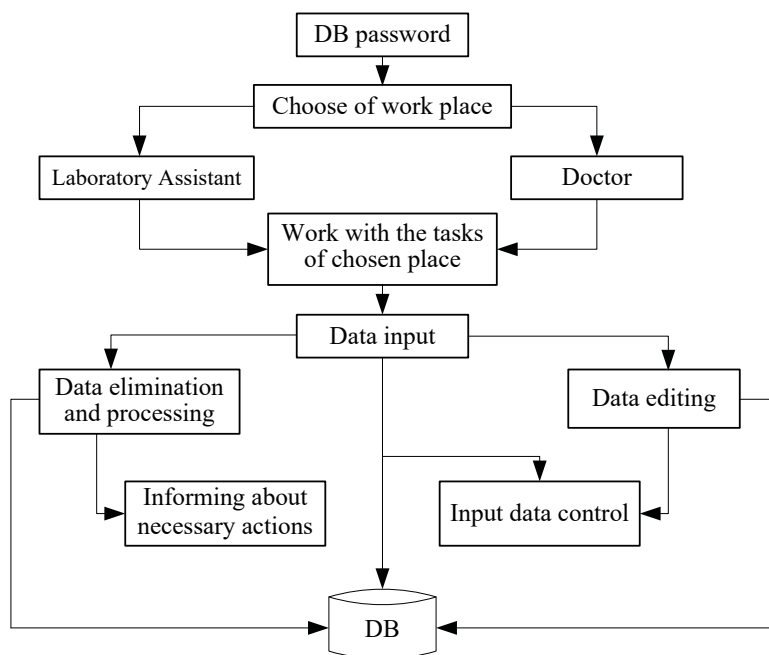 DB password
Choose of work place
Laboratory Assistant
Doctor
Work with the tasks
of chosen place
Data input
Data elimination
and processing
Data editing
Informing about
necessary actions
Input data control
DB